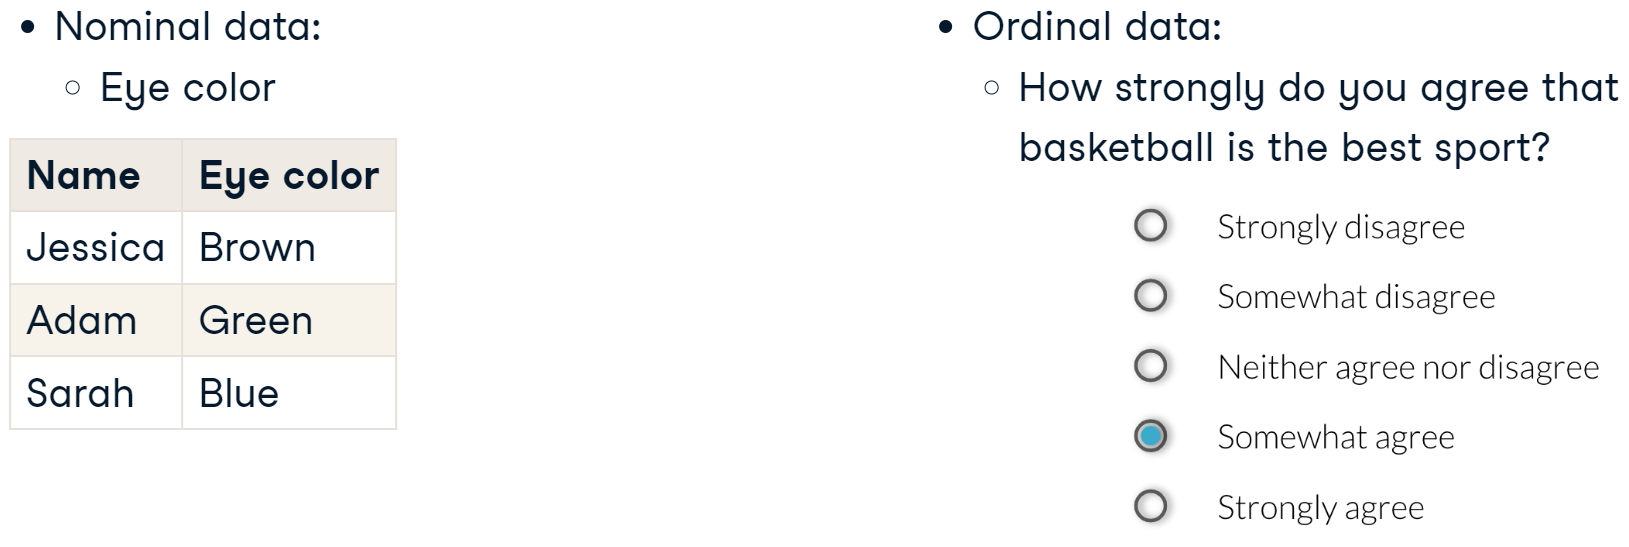 Nominal data:
Eye color
Name Eye color
Jessica Brown
Adam Green
Sarah Blue
Ordinal data:
How strongly do you agree that
basketball is the best sport?
Strongly disagree
Somewhat disagree
Neither agree nor disagree
Somewhat agree
Strongly agree